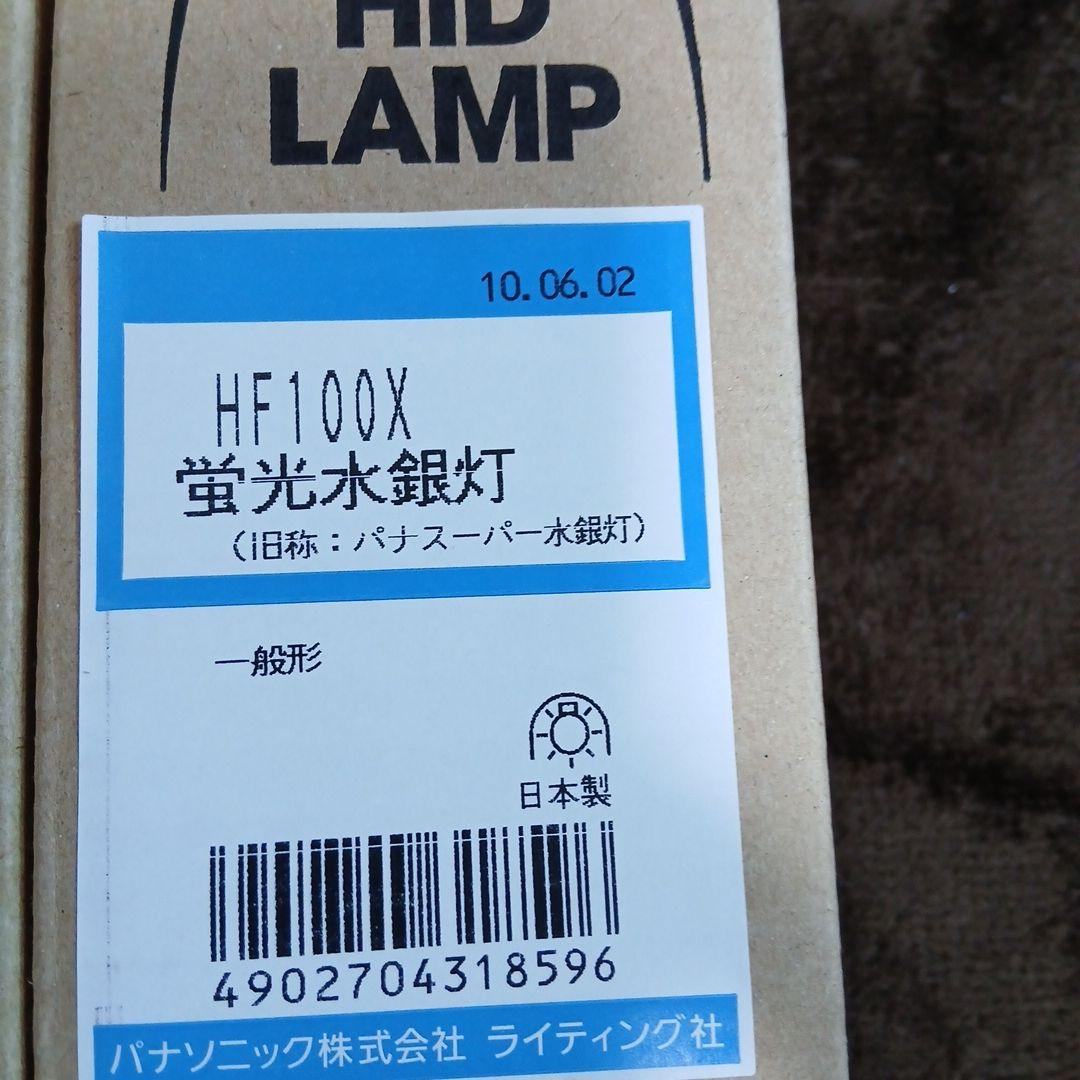 HID
LAMP
10.06.02
HF100X
蛍光水銀灯
（旧称：パナスーパー水銀灯）
一般形
日本製
4902704318596
パナソニック株式会社 ライティング社